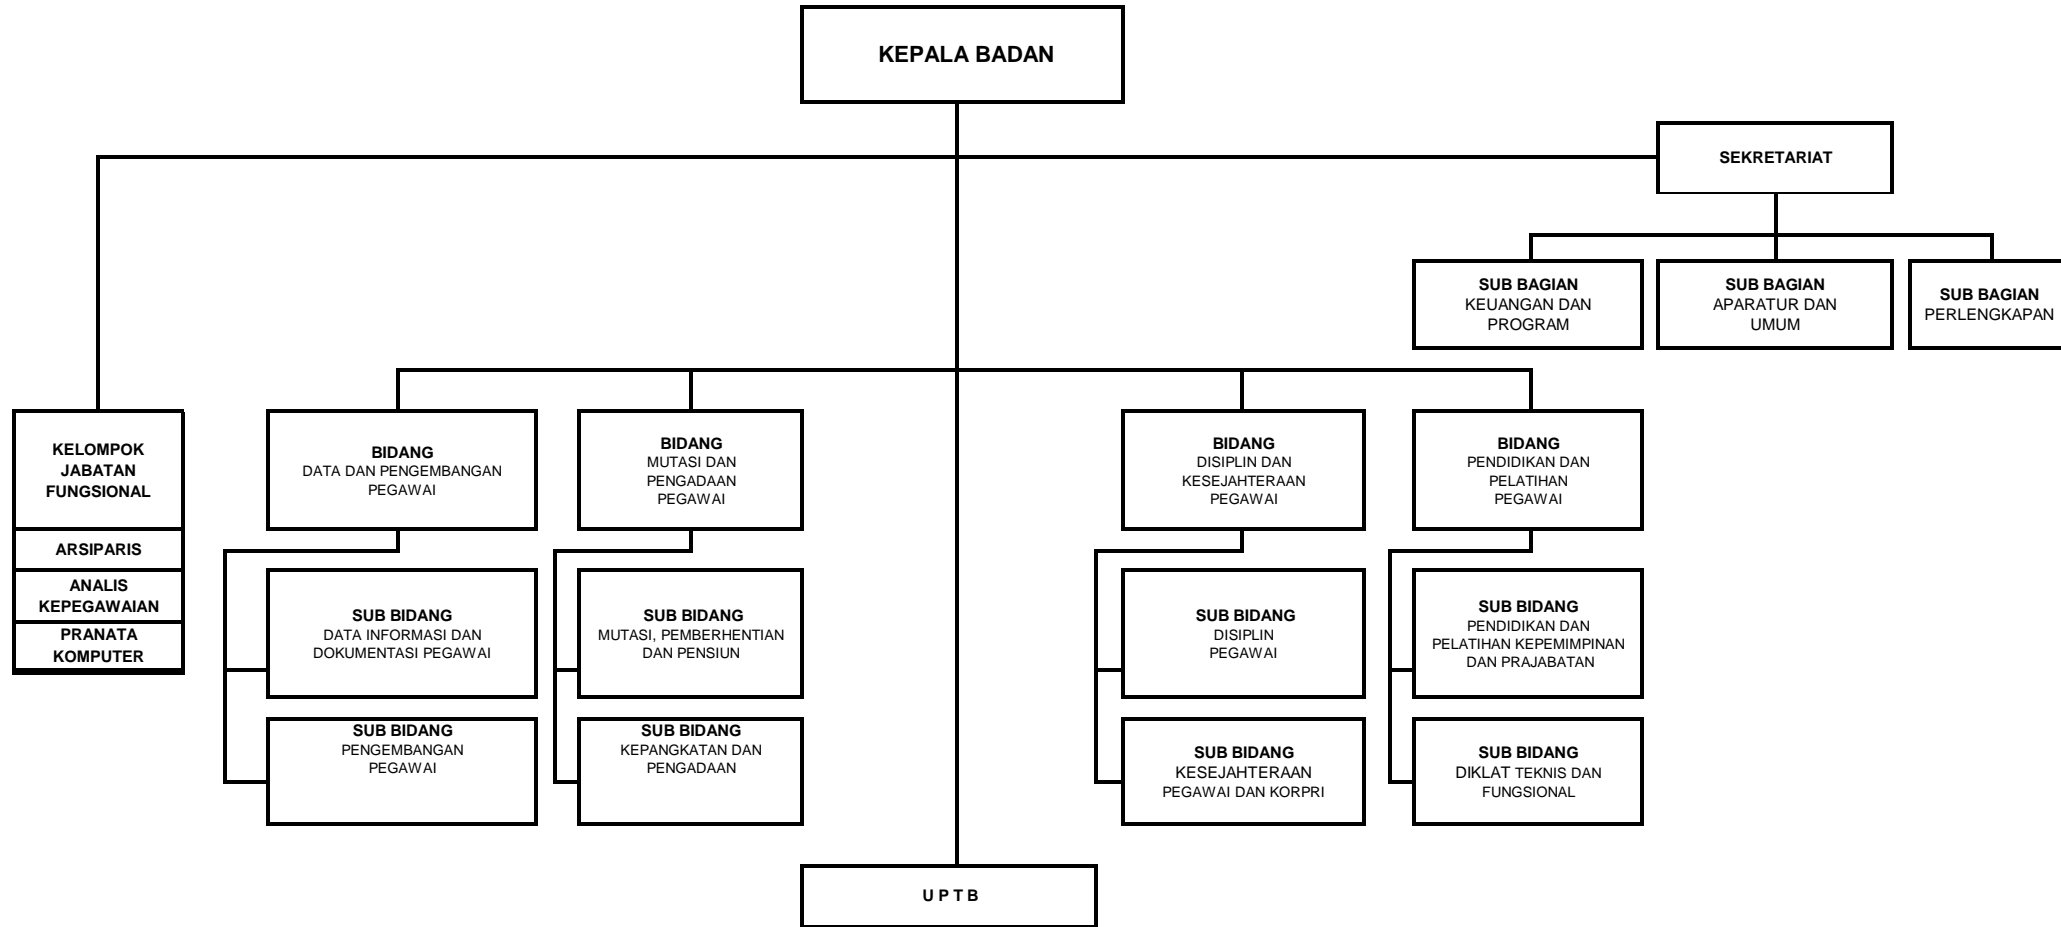 KEPALA BADAN
SEKRETARIAT
SUB BAGIAN
KEUANGAN DAN
PROGRAM
SUB BAGIAN
APARATUR DAN
UMUM
SUB BAGIAN
PERLENGKAPAN
KELOMPOK
JABATAN
FUNGSIONAL
ARSIPARIS
ANALIS
KEPEGAWAIAN
PRANATA
KOMPUTER
BIDANG
DATA DAN PENGEMBANGAN
PEGAWAI
SUB BIDANG
DATA INFORMASI DAN
DOKUMENTASI PEGAWAI
SUB BIDANG
PENGEMBANGAN
PEGAWAI
BIDANG
MUTASI DAN
PENGADAAN
PEGAWAI
SUB BIDANG
MUTASI, PEMBERHENTIAN
DAN PENSIUN
SUB BIDANG
KEPANGKATAN DAN
PENGADAAN
BIDANG
DISIPLIN DAN
KESEJAHTERAAN
PEGAWAI
SUB BIDANG
DISIPLIN
PEGAWAI
SUB BIDANG
KESEJAHTERAAN
PEGAWAI DAN KORPRI
BIDANG
PENDIDIKAN DAN
PELATIHAN
PEGAWAI
SUB BIDANG
PENDIDIKAN DAN
PELATIHAN KEPEMIMPINAN
DAN PRAJABATAN
SUB BIDANG
DIKLAT TEKNIS DAN
FUNGSIONAL
U P T B